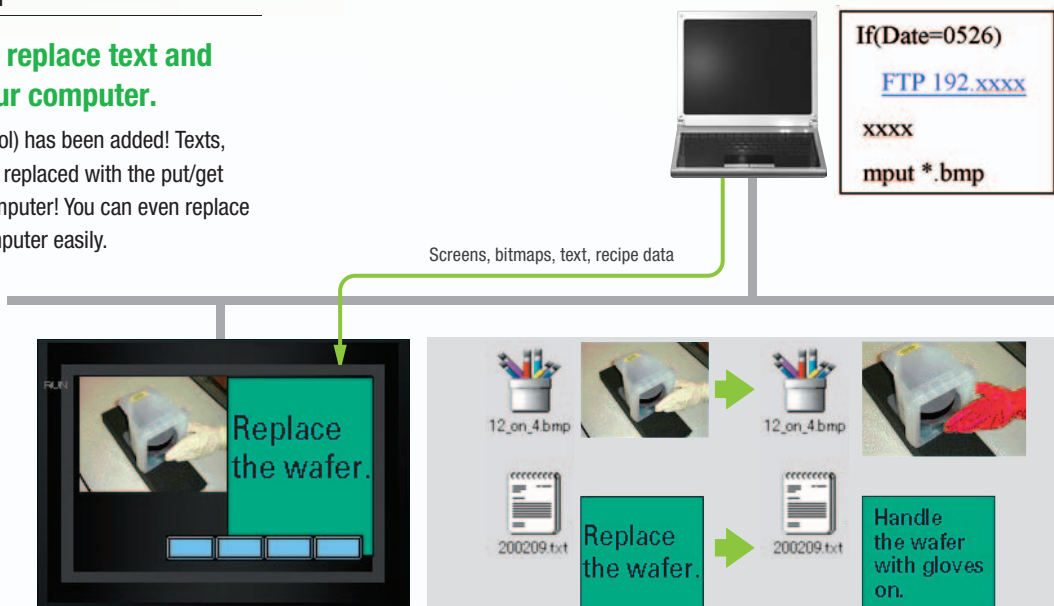 replace text and
ur computer.
ol) has been added! Texts,
replaced with the put/get
mputer! You can even replace
puter easily.
If(Date=0526)
FTP 192.xxxx
xxxx
mput *.bmp
Screens, bitmaps, text, recipe data
RUN
Replace
the wafer.
12_on_4.bmp
12_on_4.bmp
200209.txt
Replace
the wafer.
200209.txt
Handle
the wafer
with gloves
on.